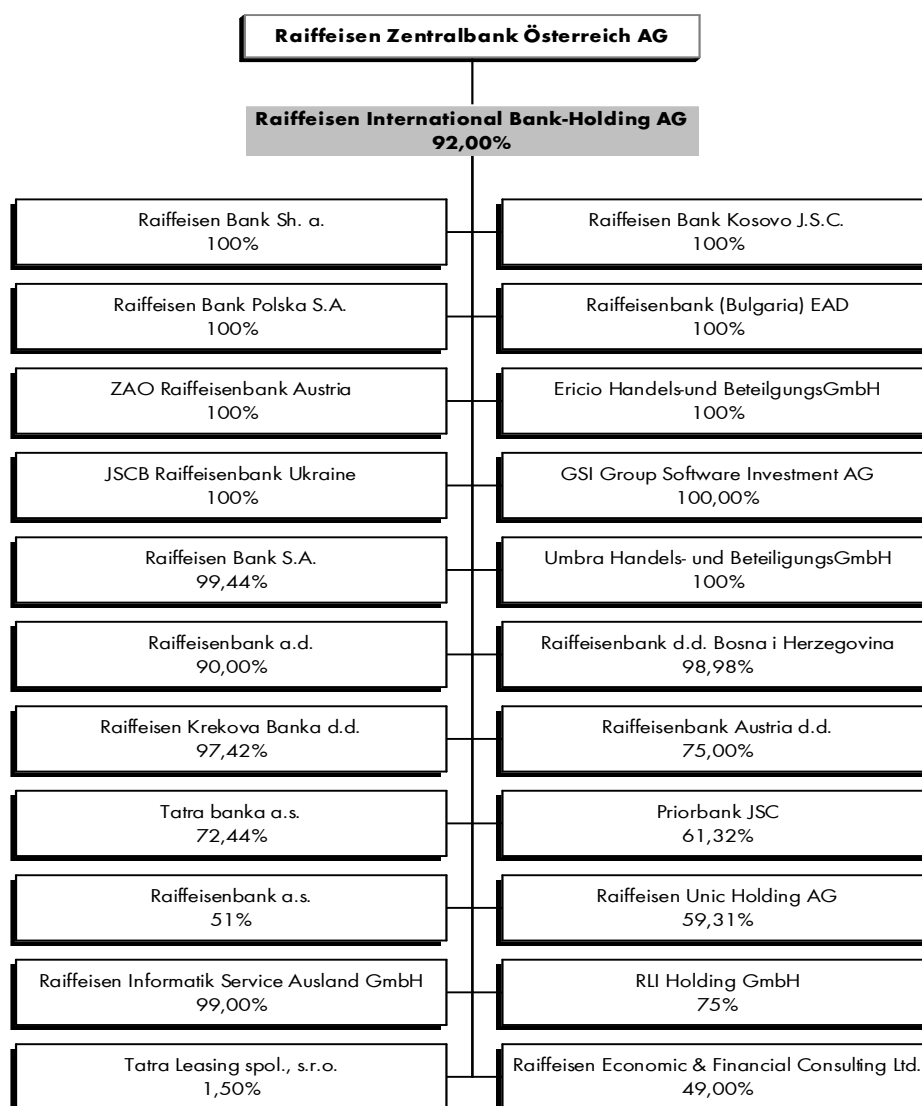 Raiffeisen Zentralbank Österreich AG
Raiffeisen International Bank-Holding AG
92,00%
Raiffeisen Bank Sh. a.
100%
Raiffeisen Bank Kosovo J.S.C.
100%
Raiffeisen Bank Polska S.A.
100%
Raiffeisenbank (Bulgaria) EAD
100%
ZAO Raiffeisenbank Austria
100%
Ericio Handels-und BeteilgungsGmbH
100%
JSCB Raiffeisenbank Ukraine
100%
GSI Group Software Investment AG
100,00%
Raiffeisen Bank S.A.
99,44%
Umbra Handels- und BeteiligungsGmbH
100%
Raiffeisenbank a.d.
90,00%
Raiffeisenbank d.d. Bosna i Herzegovina
98,98%
Raiffeisen Krekova Banka d.d.
97,42%
Raiffeisenbank Austria d.d.
75,00%
Tatra banka a.s.
72,44%
Priorbank JSC
61,32%
Raiffeisenbank a.s.
51%
Raiffeisen Unic Holding AG
59,31%
Raiffeisen Informatik Service Ausland GmbH
99,00%
RLI Holding GmbH
75%
Tatra Leasing spol., s.r.o.
1,50%
Raiffeisen Economic & Financial Consulting Ltd.
49,00%